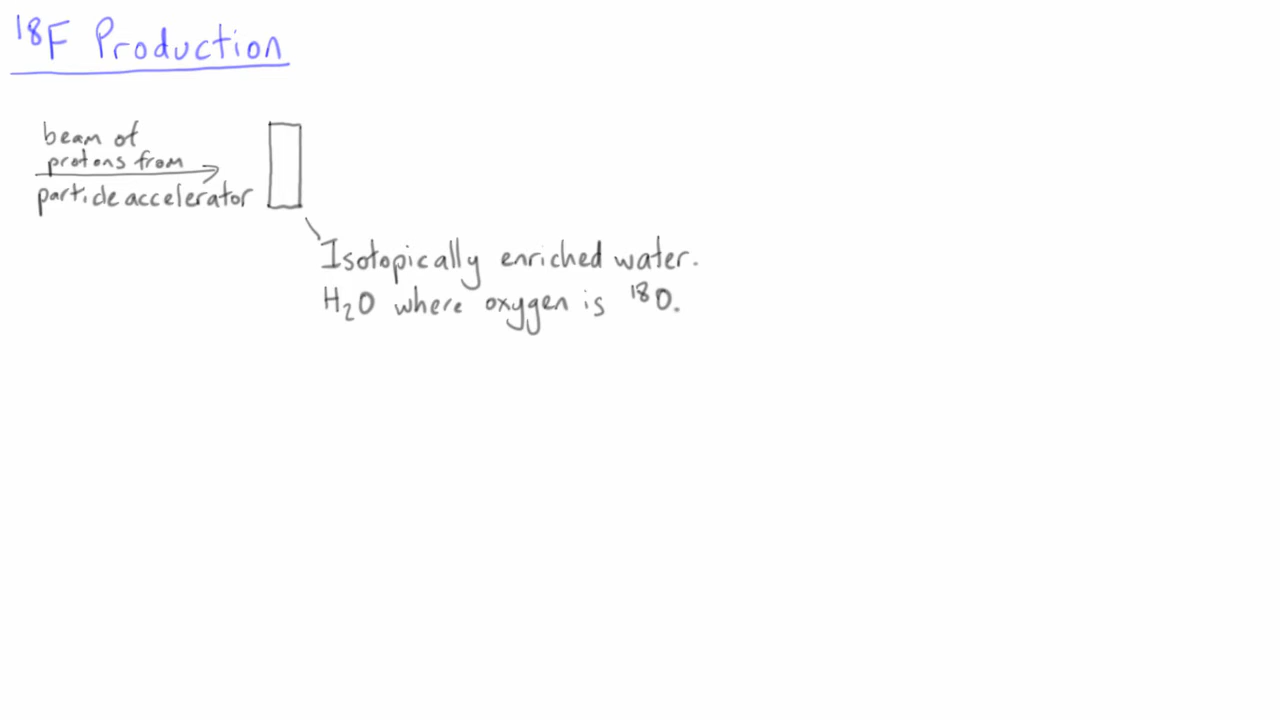 ¹⁸F Production
beam of
protons from
particle accelerator
Isotopically enriched water.
H₂O where oxygen is ¹⁸O.